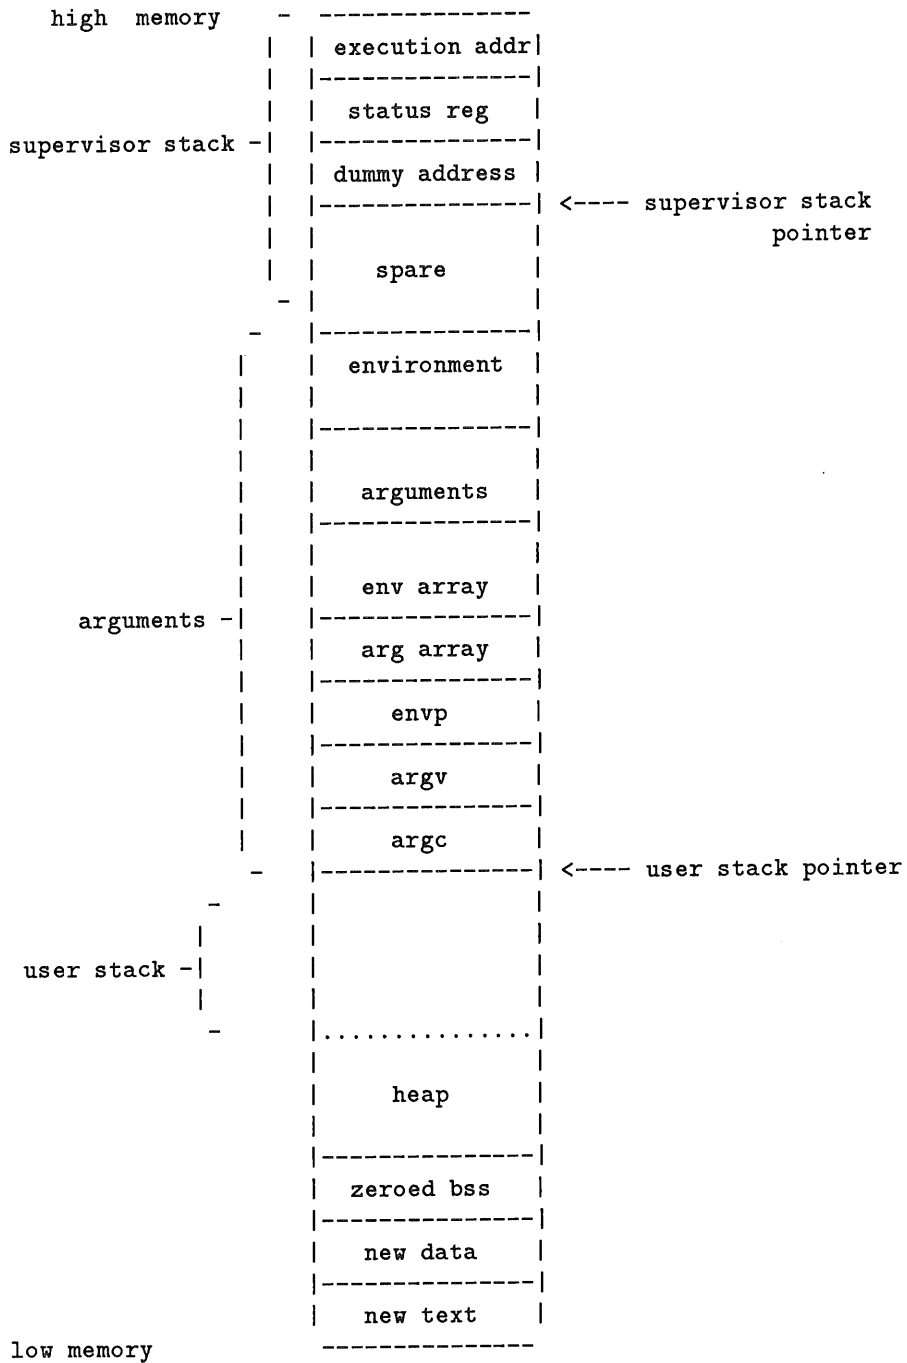 high memory
execution addr
status reg
supervisor stack
dummy address
<---- supervisor stack
pointer
spare
environment
arguments
env array
arguments
arg array
envp
argv
argc
<---- user stack pointer
user stack
heap
zeroed bss
new data
new text
low memory